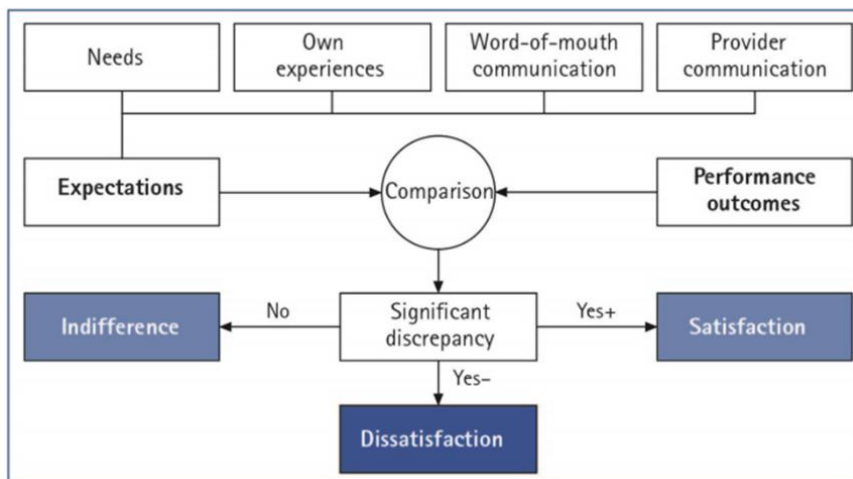 Needs
Own
experiences
Word-of-mouth
communication
Provider
communication
Expectations
Comparison
Performance
outcomes
Indifference
No
Significant
discrepancy
Yes+
Satisfaction
Yes–
Dissatisfaction